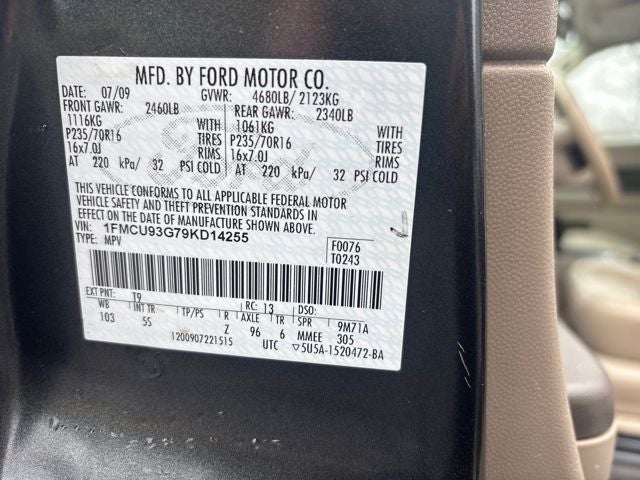 MFD. BY FORD MOTOR CO.
DATE: 07/09 GVWR: 4680LB/ 2123KG
FRONT GAWR: 2460LB REAR GAWR: 2340LB
1116KG WITH 1061KG WITH
P235/70R16 TIRES P235/70R16 TIRES
16x7.0J RIMS 16x7.0J RIMS
AT 220 kPa/ 32 PSI COLD AT 220 kPa/ 32 PSI COLD
THIS VEHICLE CONFORMS TO ALL APPLICABLE FEDERAL MOTOR
VEHICLE SAFETY AND THEFT PREVENTION STANDARDS IN
EFFECT ON THE DATE OF MANUFACTURE SHOWN ABOVE.
VIN: 1FMCU93G79KD14255
TYPE: MPV
F0076
T0243
EXT PNT: T9 RC: 13 DSO:
WB INT TR TP/PS R AXLE TR SPR 9M71A
103 5S Z 96 6 MMEE 305
1200907221515 UTC ▽5U5A-1520472-BA